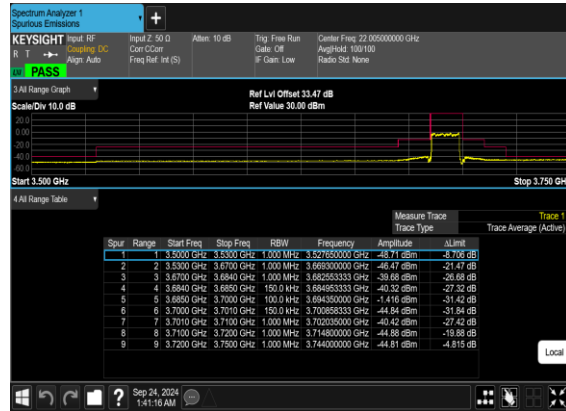 Spectrum Analyzer 1
Spurious Emissions
+
KEYSIGHT Input: RF Input Z: 50 Ω Atten: 10 dB Trig: Free Run Center Freq: 22.005000000 GHz
R T Coupling: DC Corr CCorr Gate: Off Avg|Hold: 100/100
Align: Auto Freq Ref: Int (S) IF Gain: Low Radio Std: None
LW PASS
3 All Range Graph
Ref Lvl Offset 33.47 dB
Scale/Div 10.0 dB Ref Value 30.00 dBm
20.0
0.00
-20.0
-40.0
-60.0
Start 3.500 GHz Stop 3.750 GH
4 All Range Table
Measure Trace Trace 1
Trace Type Trace Average (Active)
Spur Range Start Freq Stop Freq RBW Frequency Amplitude ΔLimit
1 1 3.5000 GHz 3.5300 GHz 1.000 MHz 3.527650000 GHz -48.71 dBm -8.706 dB
2 2 3.5300 GHz 3.6700 GHz 1.000 MHz 3.669300000 GHz -46.47 dBm -21.47 dB
3 3 3.6700 GHz 3.6840 GHz 1.000 MHz 3.682553333 GHz -39.68 dBm -26.68 dB
4 4 3.6840 GHz 3.6850 GHz 150.0 kHz 3.684953333 GHz -40.32 dBm -27.32 dB
5 5 3.6850 GHz 3.7000 GHz 100.0 kHz 3.694350000 GHz -1.416 dBm -31.42 dB
6 6 3.7000 GHz 3.7010 GHz 150.0 kHz 3.700858333 GHz -44.84 dBm -31.84 dB
7 7 3.7010 GHz 3.7100 GHz 1.000 MHz 3.702035000 GHz -40.42 dBm -27.42 dB
8 8 3.7100 GHz 3.7200 GHz 1.000 MHz 3.714800000 GHz -44.88 dBm -19.88 dB
9 9 3.7200 GHz 3.7500 GHz 1.000 MHz 3.744000000 GHz -44.81 dBm -4.815 dB
Local
? Sep 24, 2024
1:41:16 AM